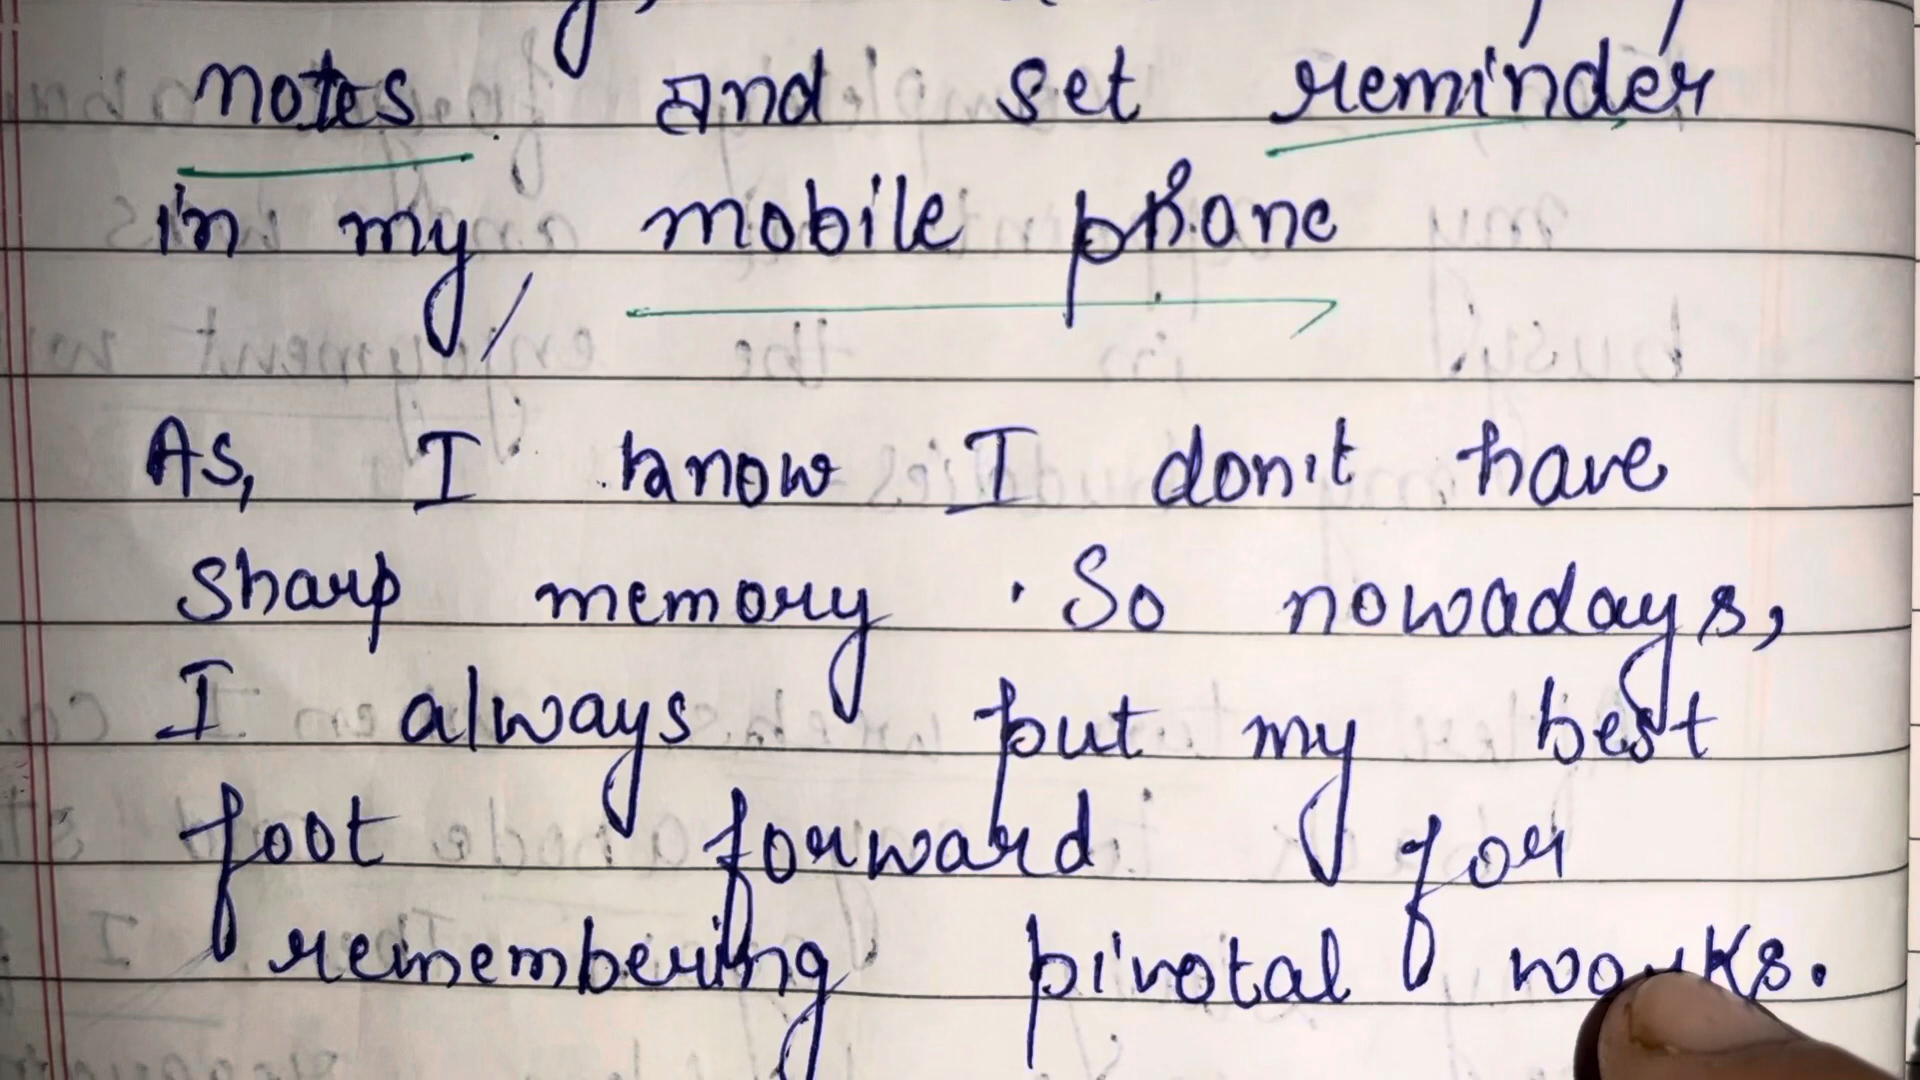 notes and set reminder
in my mobile phone
As, I know I don't have
sharp memory. So nowadays,
I always put my best
foot forward for
remembering pivotal works.